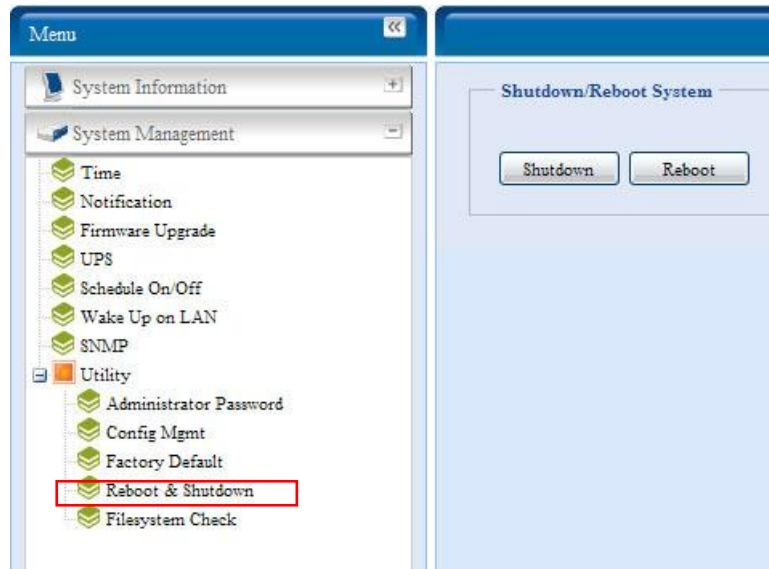 Menu
System Information
System Management
Time
Notification
Firmware Upgrade
UPS
Schedule On/Off
Wake Up on LAN
SNMP
Utility
Administrator Password
Config Mgmt
Factory Default
Reboot & Shutdown
Filesystem Check
Shutdown/Reboot System
Shutdown Reboot